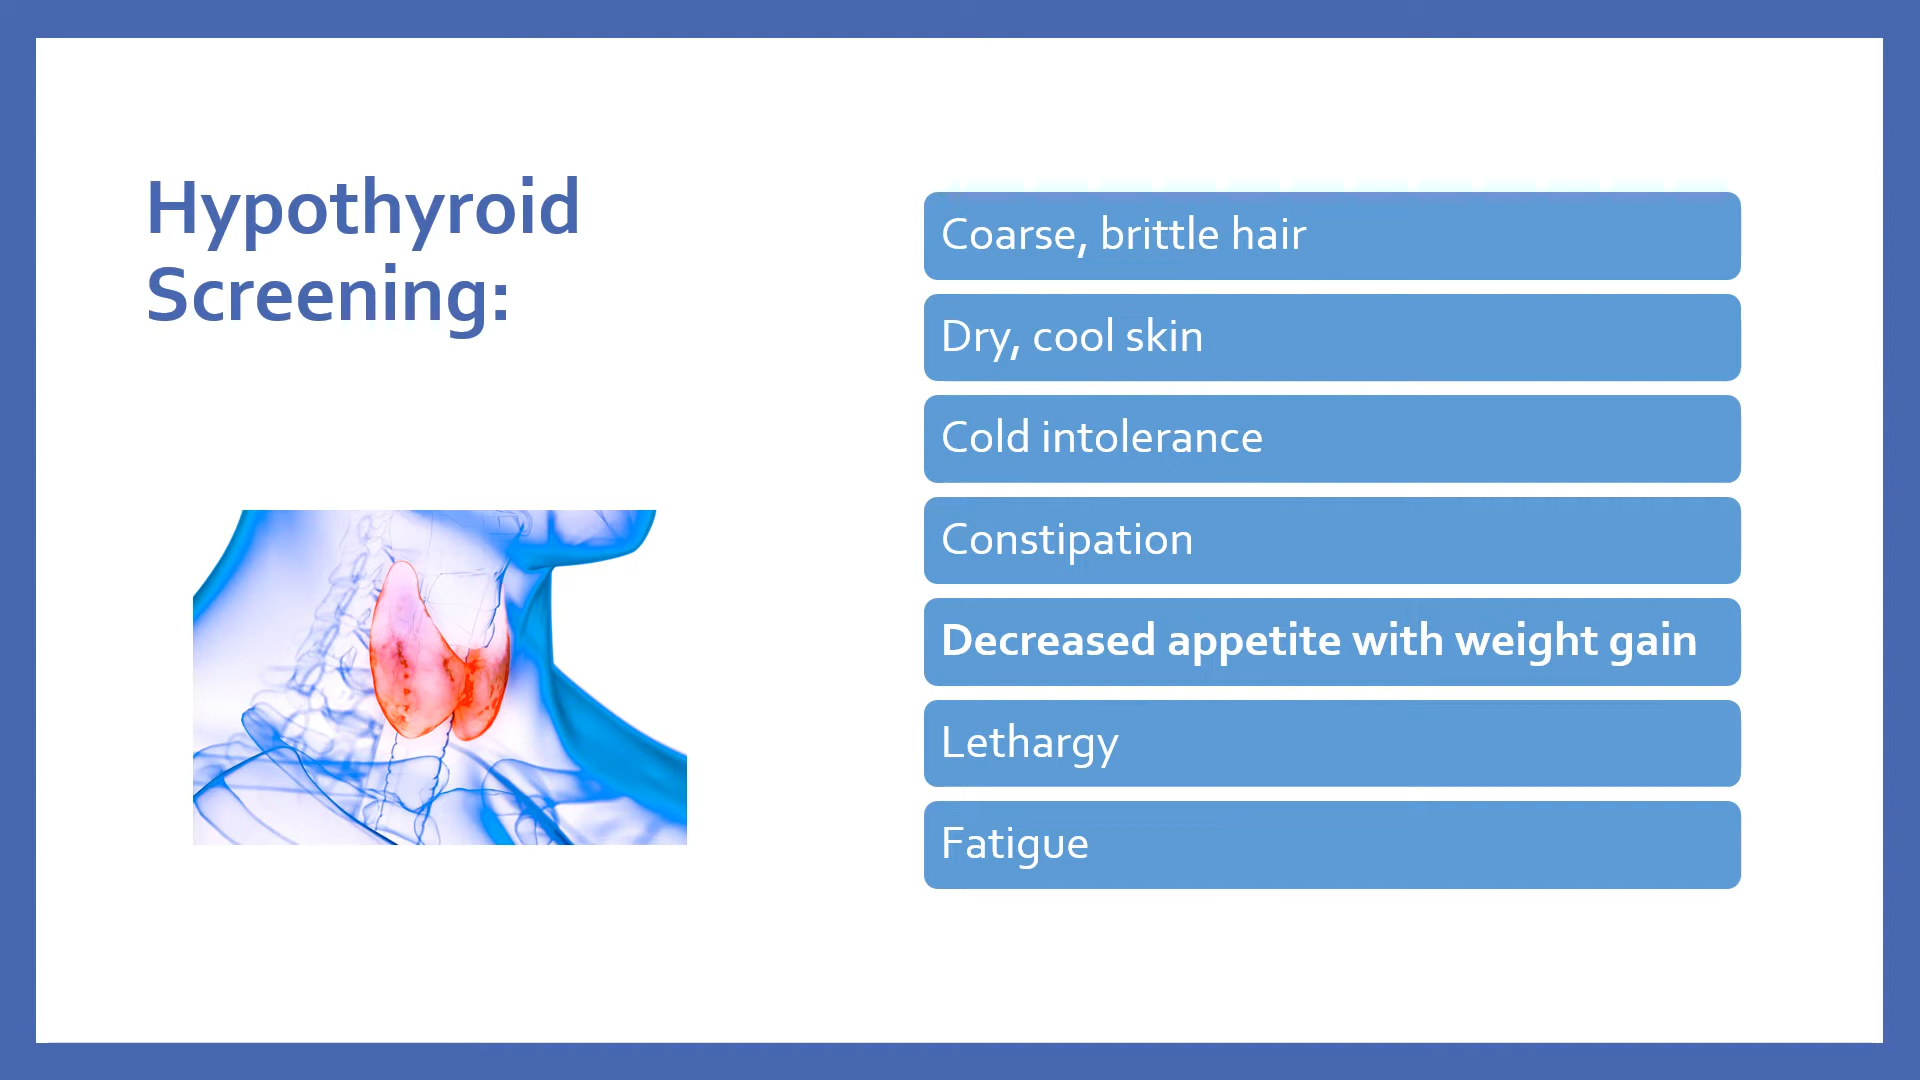 Hypothyroid
Screening:
Coarse, brittle hair
Dry, cool skin
Cold intolerance
Constipation
Decreased appetite with weight gain
Lethargy
Fatigue